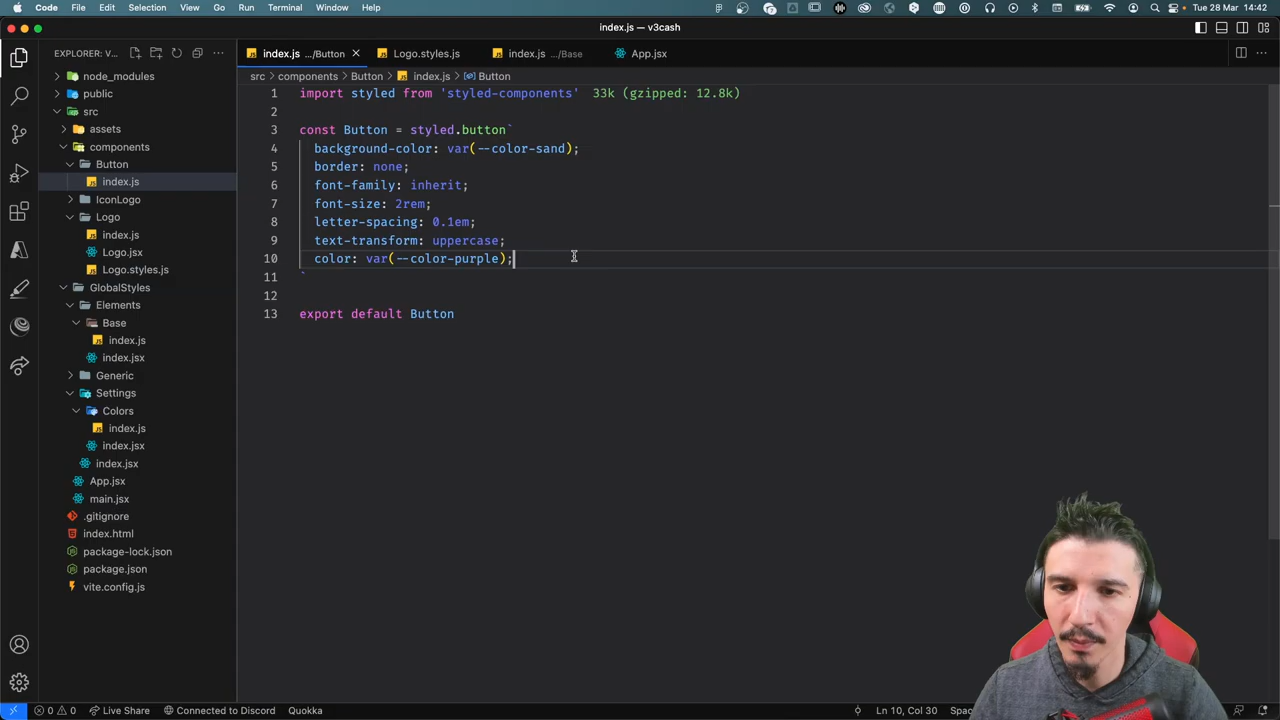 Code File Edit Selection View Go Run Terminal Window Help
Tue 28 Mar 14:42
index.js — v3cash
EXPLORER: V...
index.js .../Button
Logo.styles.js
index.js .../Base
App.jsx
src › components › Button › index.js › Button
node_modules
public
src
assets
components
Button
index.js
IconLogo
Logo
index.js
Logo.jsx
Logo.styles.js
GlobalStyles
Elements
Base
index.js
index.jsx
Generic
Settings
Colors
index.js
index.jsx
index.jsx
App.jsx
main.jsx
.gitignore
index.html
package-lock.json
package.json
vite.config.js
1 import styled from 'styled-components' 33k (gzipped: 12.8k)
2
3 const Button = styled.button`
4 background-color: var(--color-sand);
5 border: none;
6 font-family: inherit;
7 font-size: 2rem;
8 letter-spacing: 0.1em;
9 text-transform: uppercase;
10 color: var(--color-purple);
11 `
12
13 export default Button
0 0 Live Share Connected to Discord Quokka
Ln 10, Col 30